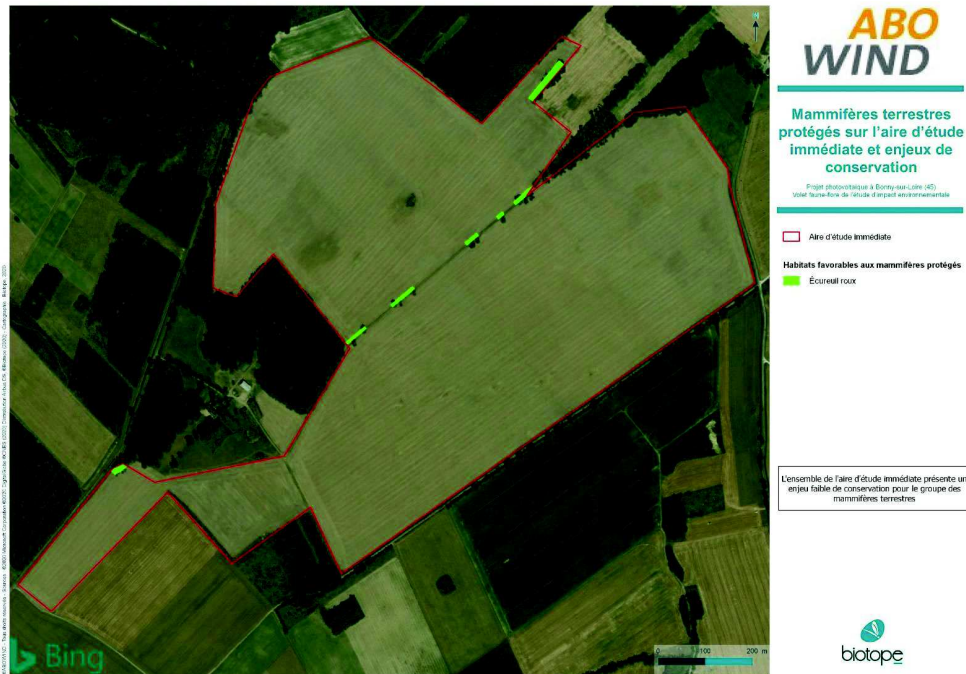 ABO
WIND
Mammifères terrestres
protégés sur l'aire d'étude
immédiate et enjeux de
conservation
Projet photovoltaïque à Bonny-sur-Loire (45)
Volet faune-flore de l'étude d'impact environnementale
Aire d'étude immédiate
Habitats favorables aux mammifères protégés
Écureuil roux
L'ensemble de l'aire d'étude immédiate présente un
enjeu faible de conservation pour le groupe des
mammifères terrestres
biotope
Bing
0 100 200 m